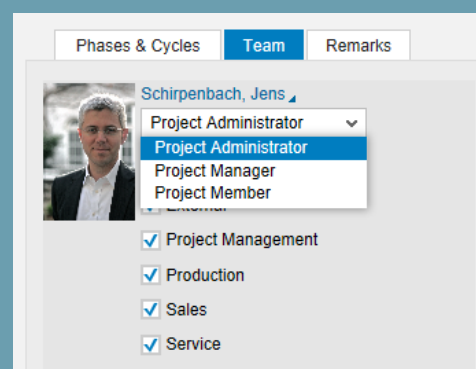 Phases & Cycles Team Remarks
Schirpenbach, Jens
Project Administrator
Project Administrator
Project Manager
Project Member
External
Project Management
Production
Sales
Service